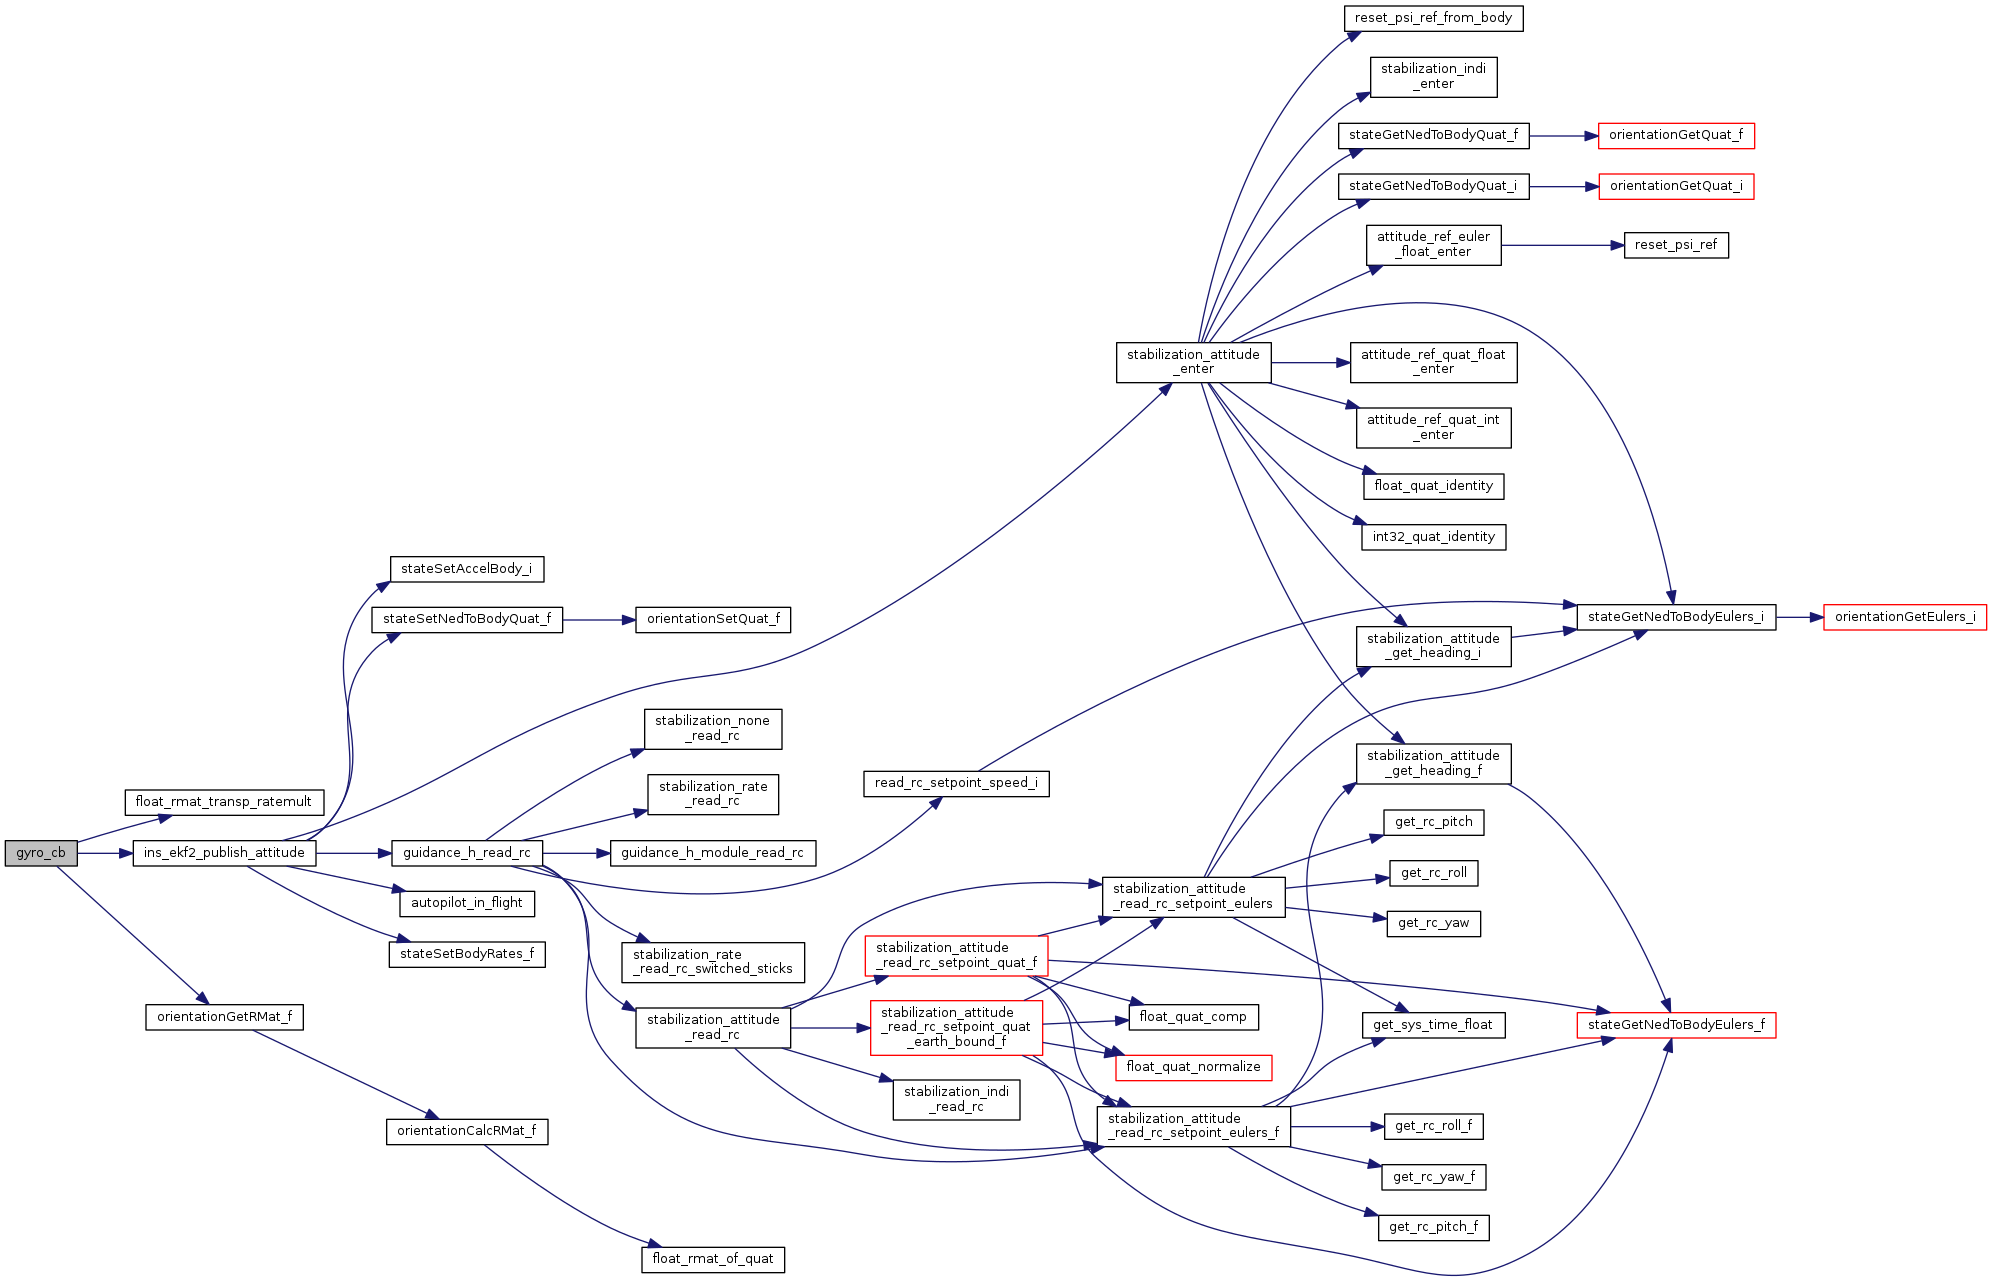 reset_psi_ref_from_body
stabilization_indi
_enter
stateGetNedToBodyQuat_f
orientationGetQuat_f
stateGetNedToBodyQuat_i
orientationGetQuat_i
attitude_ref_euler
_float_enter
reset_psi_ref
stabilization_attitude
_enter
attitude_ref_quat_float
_enter
attitude_ref_quat_int
_enter
float_quat_identity
int32_quat_identity
stateSetAccelBody_i
stateSetNedToBodyQuat_f
orientationSetQuat_f
stateGetNedToBodyEulers_i
orientationGetEulers_i
stabilization_attitude
_get_heading_i
stabilization_none
_read_rc
stabilization_attitude
_get_heading_f
stabilization_rate
_read_rc
read_rc_setpoint_speed_i
float_rmat_transp_ratemult
get_rc_pitch
gyro_cb
ins_ekf2_publish_attitude
guidance_h_read_rc
guidance_h_module_read_rc
get_rc_roll
stabilization_attitude
_read_rc_setpoint_eulers
autopilot_in_flight
get_rc_yaw
stateSetBodyRates_f
stabilization_rate
_read_rc_switched_sticks
stabilization_attitude
_read_rc_setpoint_quat_f
orientationGetRMat_f
stabilization_attitude
_read_rc
stabilization_attitude
_read_rc_setpoint_quat
_earth_bound_f
float_quat_comp
get_sys_time_float
stateGetNedToBodyEulers_f
float_quat_normalize
stabilization_indi
_read_rc
orientationCalcRMat_f
stabilization_attitude
_read_rc_setpoint_eulers_f
get_rc_roll_f
get_rc_yaw_f
get_rc_pitch_f
float_rmat_of_quat